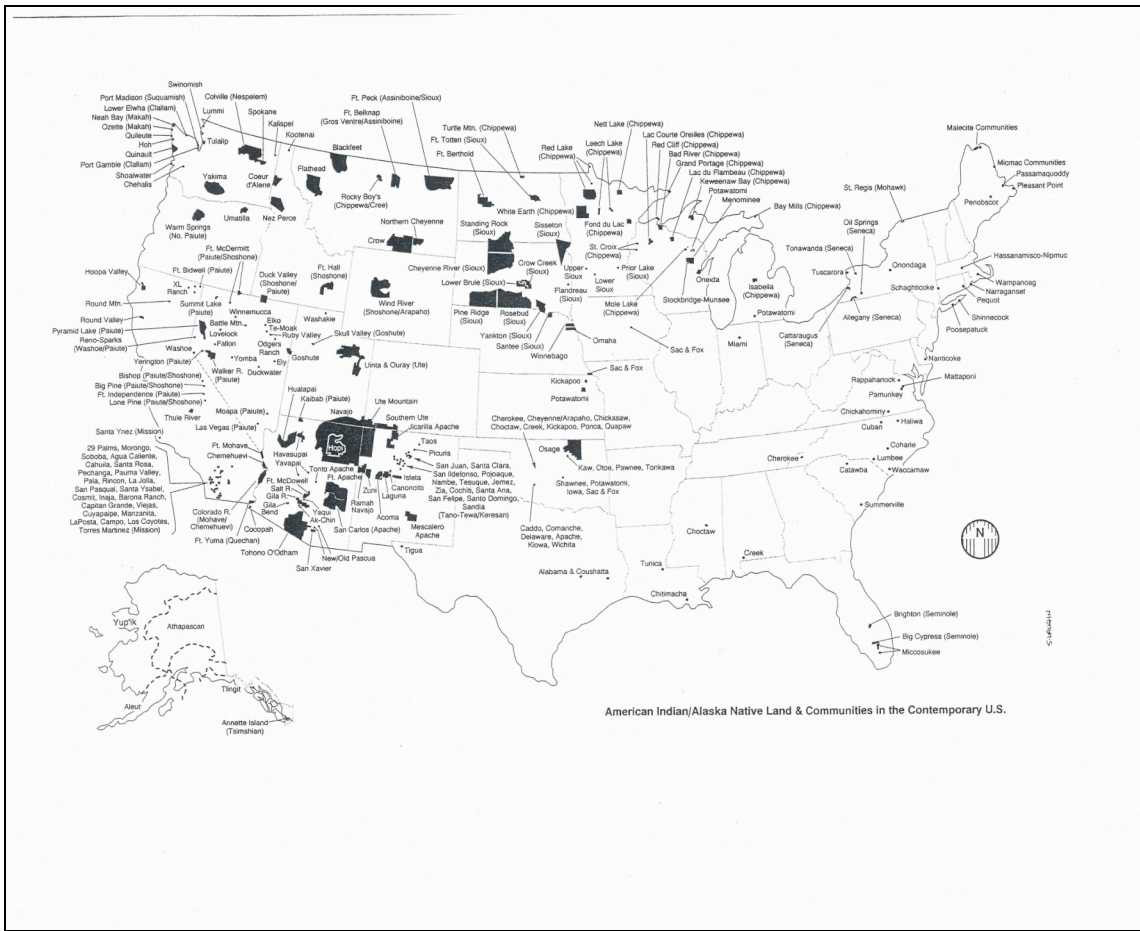 Swinomish
Port Madison (Suquamish)
Lower Elwha (Clallam)
Neah Bay (Makah)
Ozette (Makah)
Quileute
Hoh
Quinault
Port Gamble (Clallam)
Shoalwater
Chehalis
Colville (Nespelem)
Lummi
Tulalip
Spokane
Kalispel
Kootenai
Yakima
Coeur
d'Alene
Flathead
Blackfeet
Ft. Belknap
(Gros Ventre/Assiniboine)
Ft. Peck (Assiniboine/Sioux)
Rocky Boy's
(Chippewa/Cree)
Turtle Mtn. (Chippewa)
Ft. Totten (Sioux)
Ft. Berthold
Nett Lake (Chippewa)
Red Lake
(Chippewa)
Leech Lake
(Chippewa)
Lac Courte Oreilles (Chippewa)
Red Cliff (Chippewa)
Bad River (Chippewa)
Grand Portage (Chippewa)
Lac du Flambeau (Chippewa)
Keweenaw Bay (Chippewa)
Potawatomi
Menominee
Bay Mills (Chippewa)
Malecite Communities
Micmac Communities
Passamaquoddy
Pleasant Point
Penobscot
St. Regis (Mohawk)
Oil Springs
(Seneca)
Tonawanda (Seneca)
Tuscarora
Onondaga
Hassanamisco-Nipmuc
Schaghticoke
Wampanoag
Narraganset
Pequot
Shinnecock
Poosepatuck
Allegany (Seneca)
Cattaraugus
(Seneca)
Warm Springs
(No. Paiute)
Umatilla
Nez Perce
Northern Cheyenne
Crow
Standing Rock
(Sioux)
White Earth (Chippewa)
Sisseton
(Sioux)
Fond du Lac
(Chippewa)
St. Croix
(Chippewa)
Cheyenne River (Sioux)
Crow Creek
(Sioux)
Lower Brule (Sioux)
Upper
Sioux
Lower
Sioux
Prior Lake
(Sioux)
Flandreau
(Sioux)
Mole Lake
(Chippewa)
Oneida
Stockbridge-Munsee
Isabella
(Chippewa)
Potawatomi
Miami
Ft. McDermitt
(Paiute/Shoshone)
Hoopa Valley
Ft. Bidwell (Paiute)
XL
Ranch
Duck Valley
(Shoshone/
Paiute)
Ft. Hall
(Shoshone)
Wind River
(Shoshone/Arapaho)
Washakie
Pine Ridge
(Sioux)
Rosebud
(Sioux)
Yankton (Sioux)
Santee (Sioux)
Winnebago
Omaha
Sac & Fox
Sac & Fox
Round Mtn.
Summit Lake
(Paiute)
Winnemucca
Round Valley
Pyramid Lake (Paiute)
Reno-Sparks
(Washoe/Paiute)
Battle Mtn.
Lovelock
Fallon
Elko
Te-Moak
Ruby Valley
Odgers
Ranch
Skull Valley (Goshute)
Goshute
Washoe
Yomba
Ely
Duckwater
Yerington (Paiute)
Walker R.
(Paiute)
Uinta & Ouray (Ute)
Bishop (Paiute/Shoshone)
Big Pine (Paiute/Shoshone)
Ft. Independence (Paiute)
Lone Pine (Paiute/Shoshone)
Thule River
Moapa (Paiute)
Las Vegas (Paiute)
Hualapai
Kaibab (Paiute)
Navajo
Ute Mountain
Southern Ute
Jicarilla Apache
Taos
Picuris
Hopi
Kickapoo
Potawatomi
Cherokee, Cheyenne/Arapaho, Chickasaw,
Choctaw, Creek, Kickapoo, Ponca, Quapaw
Osage
Kaw, Otoe, Pawnee, Tonkawa
Shawnee, Potawatomi,
Iowa, Sac & Fox
Caddo, Comanche,
Delaware, Apache,
Kiowa, Wichita
Santa Ynez (Mission)
29 Palms, Morongo,
Soboba, Agua Caliente,
Cahuila, Santa Rosa,
Pechanga, Pauma Valley,
Pala, Rincon, La Jolla,
San Pasqual, Santa Ysabel,
Cosmit, Inaja, Barona Ranch,
Capitan Grande, Viejas,
Cuyapaipe, Manzanita,
LaPosta, Campo, Los Coyotes,
Torres Martinez (Mission)
Ft. Mohave
Chemehuevi
Colorado R.
(Mohave/
Chemehuevi)
Cocopah
Ft. Yuma (Quechan)
Havasupai
Yavapai
Tonto Apache
Ft. McDowell
Salt R.
Gila R.
Gila
Bend
Ft. Apache
Zuni
Ramah
Navajo
Acoma
Laguna
Canoncito
Isleta
San Juan, Santa Clara,
San Ildelonso, Pojoaque,
Nambe, Tesuque, Jemez,
Zia, Cochiti, Santa Ana,
San Felipe, Santo Domingo,
Sandia
(Tano-Tewa/Keresan)
Yaqui
Ak-Chin
San Carlos (Apache)
Mescalero
Apache
Tohono O'Odham
New/Old Pascua
San Xavier
Tigua
Alabama & Coushatta
Tunica
Chitimacha
Choctaw
Creek
Cherokee
Nanticoke
Rappahannock
Mattaponi
Pamunkey
Chickahominy
Cuban
Haliwa
Coharie
Lumbee
Catawba
Waccamaw
Summerville
N
Brighton (Seminole)
Big Cypress (Seminole)
Miccosukee
Yup'ik
Athapascan
Aleut
Tlingit
Annette Island
(Tsimshian)
American Indian/Alaska Native Land & Communities in the Contemporary U.S.